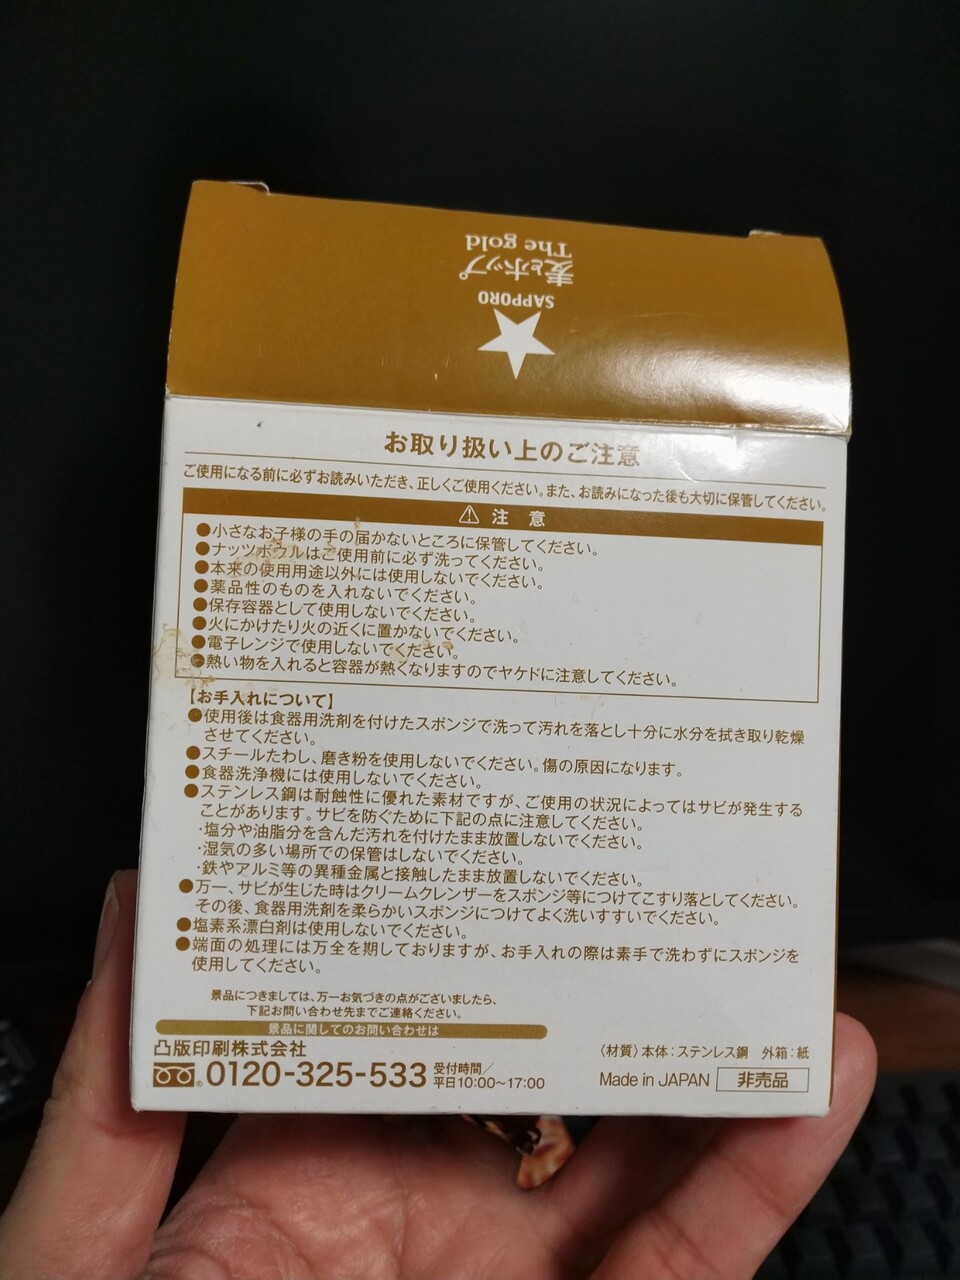 SAPPORO
麦とホップ
The gold
お取り扱い上のご注意
ご使用になる前に必ずお読みいただき、正しくご使用ください。また、お読みになった後も大切に保管してください。
⚠ 注意
●小さなお子様の手の届かないところに保管してください。
●ナッツボウルはご使用前に必ず洗ってください。
●本来の使用用途以外には使用しないでください。
●薬品性のものを入れないでください。
●保存容器として使用しないでください。
●火にかけたり火の近くに置かないでください。
●電子レンジで使用しないでください。
●熱い物を入れると容器が熱くなりますのでヤケドに注意してください。
【お手入れについて】
●使用後は食器用洗剤を付けたスポンジで洗って汚れを落とし十分に水分を拭き取り乾燥
させてください。
●スチールたわし、磨き粉を使用しないでください。傷の原因になります。
●食器洗浄機には使用しないでください。
●ステンレス鋼は耐蝕性に優れた素材ですが、ご使用の状況によってはサビが発生する
ことがあります。サビを防ぐために下記の点に注意してください。
・塩分や油脂分を含んだ汚れを付けたまま放置しないでください。
・湿気の多い場所での保管はしないでください。
・鉄やアルミ等の異種金属と接触したまま放置しないでください。
●万一、サビが生じた時はクリームクレンザーをスポンジ等につけてこすり落としてください。
その後、食器用洗剤を柔らかいスポンジにつけてよく洗いすすいでください。
●塩素系漂白剤は使用しないでください。
●端面の処理には万全を期しておりますが、お手入れの際は素手で洗わずにスポンジを
使用してください。
景品につきましては、万一お気づきの点がございましたら、
下記お問い合わせ先までご連絡ください。
景品に関してのお問い合わせは
凸版印刷株式会社
0120-325-533 受付時間/
平日10:00~17:00
〈材質〉本体:ステンレス鋼 外箱:紙
Made in JAPAN 非売品